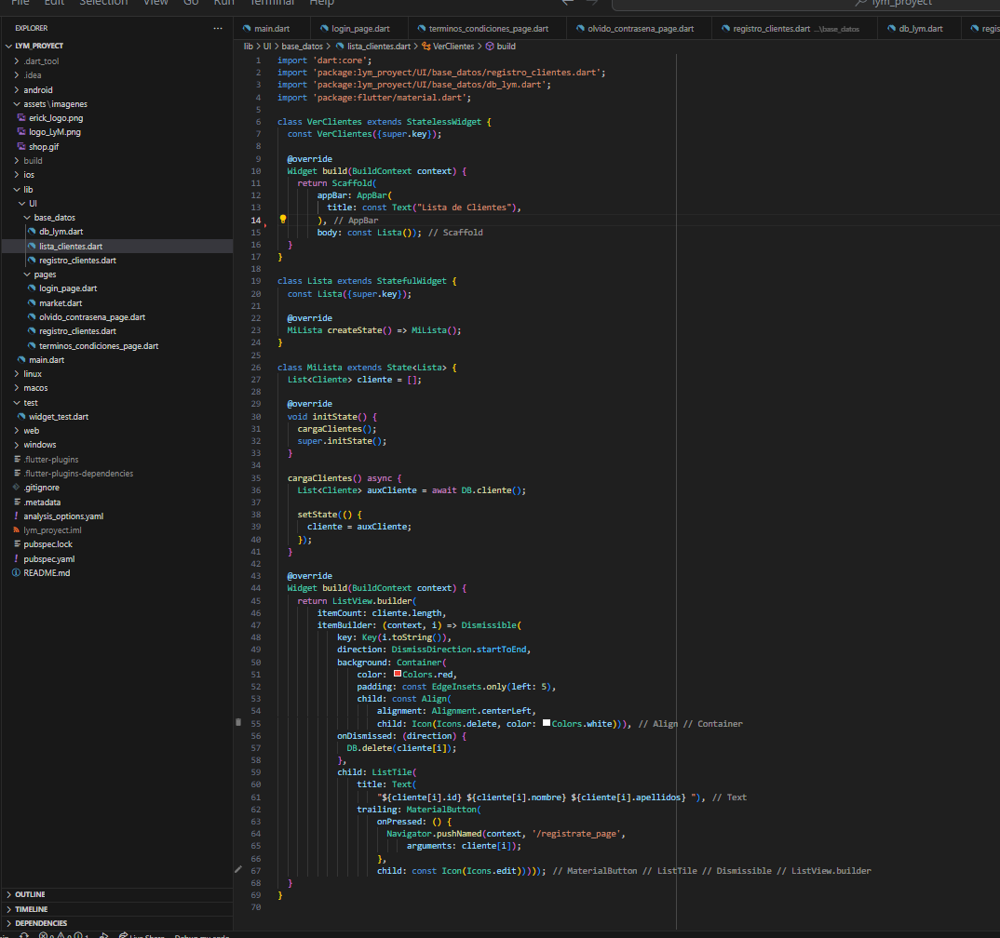 File Edit Selection View Go Run Terminal Help
lym_proyect
EXPLORER
LYM_PROYECT
.dart_tool
.idea
android
assets\imagenes
erick_logo.png
logo_LyM.png
shop.gif
build
ios
lib
UI
base_datos
db_lym.dart
lista_clientes.dart
registro_clientes.dart
pages
login_page.dart
market.dart
olvido_contrasena_page.dart
registro_clientes.dart
terminos_condiciones_page.dart
main.dart
linux
macos
test
widget_test.dart
web
windows
.flutter-plugins
.flutter-plugins-dependencies
.gitignore
.metadata
analysis_options.yaml
lym_proyect.iml
pubspec.lock
pubspec.yaml
README.md
OUTLINE
TIMELINE
DEPENDENCIES
main.dart login_page.dart terminos_condiciones_page.dart olvido_contrasena_page.dart registro_clientes.dart ...\base_datos db_lym.dart regis
lib > UI > base_datos > lista_clientes.dart > VerClientes > build
1 import 'dart:core';
2 import 'package:lym_proyect/UI/base_datos/registro_clientes.dart';
3 import 'package:lym_proyect/UI/base_datos/db_lym.dart';
4 import 'package:flutter/material.dart';
5
6 class VerClientes extends StatelessWidget {
7 const VerClientes({super.key});
8
9 @override
10 Widget build(BuildContext context) {
11 return Scaffold(
12 appBar: AppBar(
13 title: const Text("Lista de Clientes"),
14 ), // AppBar
15 body: const Lista()); // Scaffold
16 }
17 }
18
19 class Lista extends StatefulWidget {
20 const Lista({super.key});
21
22 @override
23 MiLista createState() => MiLista();
24 }
25
26 class MiLista extends State<Lista> {
27 List<Cliente> cliente = [];
28
29 @override
30 void initState() {
31 cargaClientes();
32 super.initState();
33 }
34
35 cargaClientes() async {
36 List<Cliente> auxCliente = await DB.cliente();
37
38 setState(() {
39 cliente = auxCliente;
40 });
41 }
42
43 @override
44 Widget build(BuildContext context) {
45 return ListView.builder(
46 itemCount: cliente.length,
47 itemBuilder: (context, i) => Dismissible(
48 key: Key(i.toString()),
49 direction: DismissDirection.startToEnd,
50 background: Container(
51 color: Colors.red,
52 padding: const EdgeInsets.only(left: 5),
53 child: const Align(
54 alignment: Alignment.centerLeft,
55 child: Icon(Icons.delete, color: Colors.white))), // Align // Container
56 onDismissed: (direction) {
57 DB.delete(cliente[i]);
58 },
59 child: ListTile(
60 title: Text(
61 "${cliente[i].id} ${cliente[i].nombre} ${cliente[i].apellidos} "), // Text
62 trailing: MaterialButton(
63 onPressed: () {
64 Navigator.pushNamed(context, '/registrate_page',
65 arguments: cliente[i]);
66 },
67 child: const Icon(Icons.edit))))); // MaterialButton // ListTile // Dismissible // ListView.builder
68 }
69 }
70
Live Share Debug my code